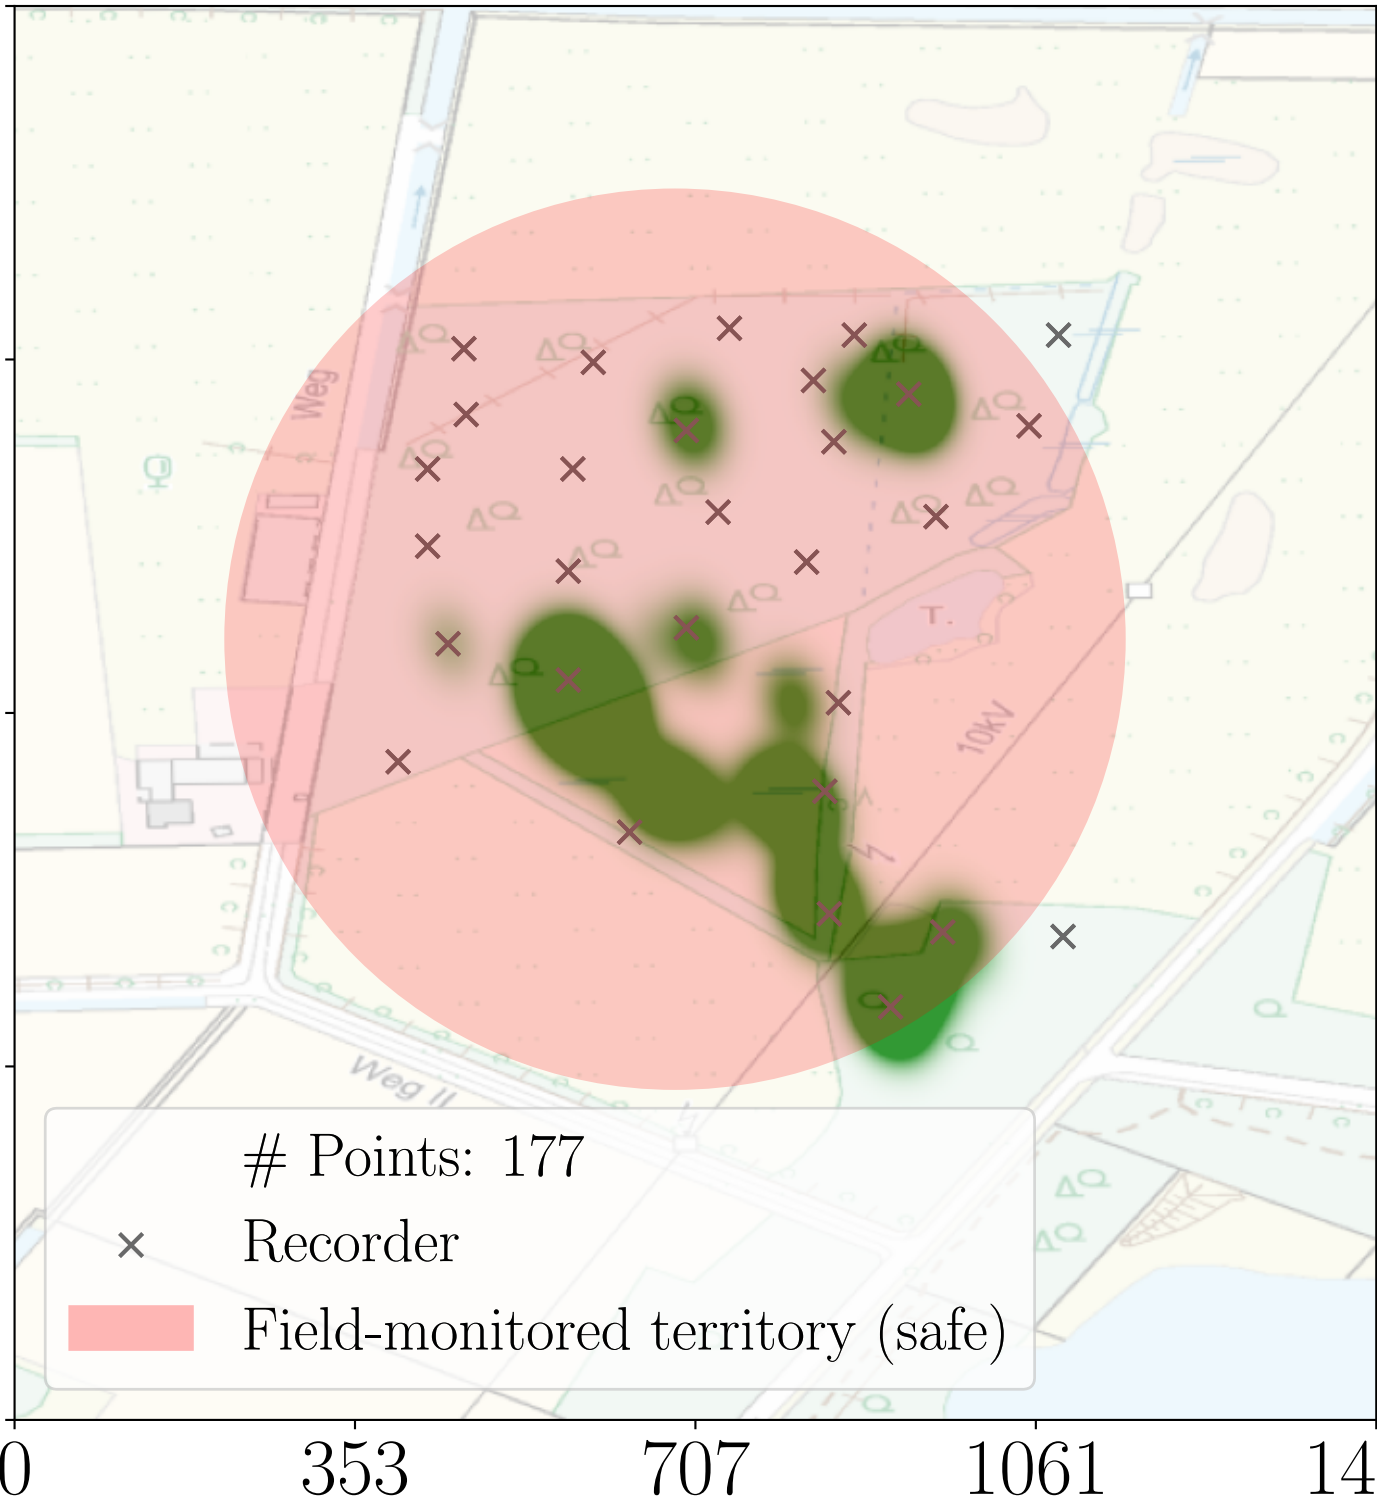 Weg
T.
10kV
Weg II
# Points: 177
Recorder
Field-monitored territory (safe)
0 353 707 1061 14